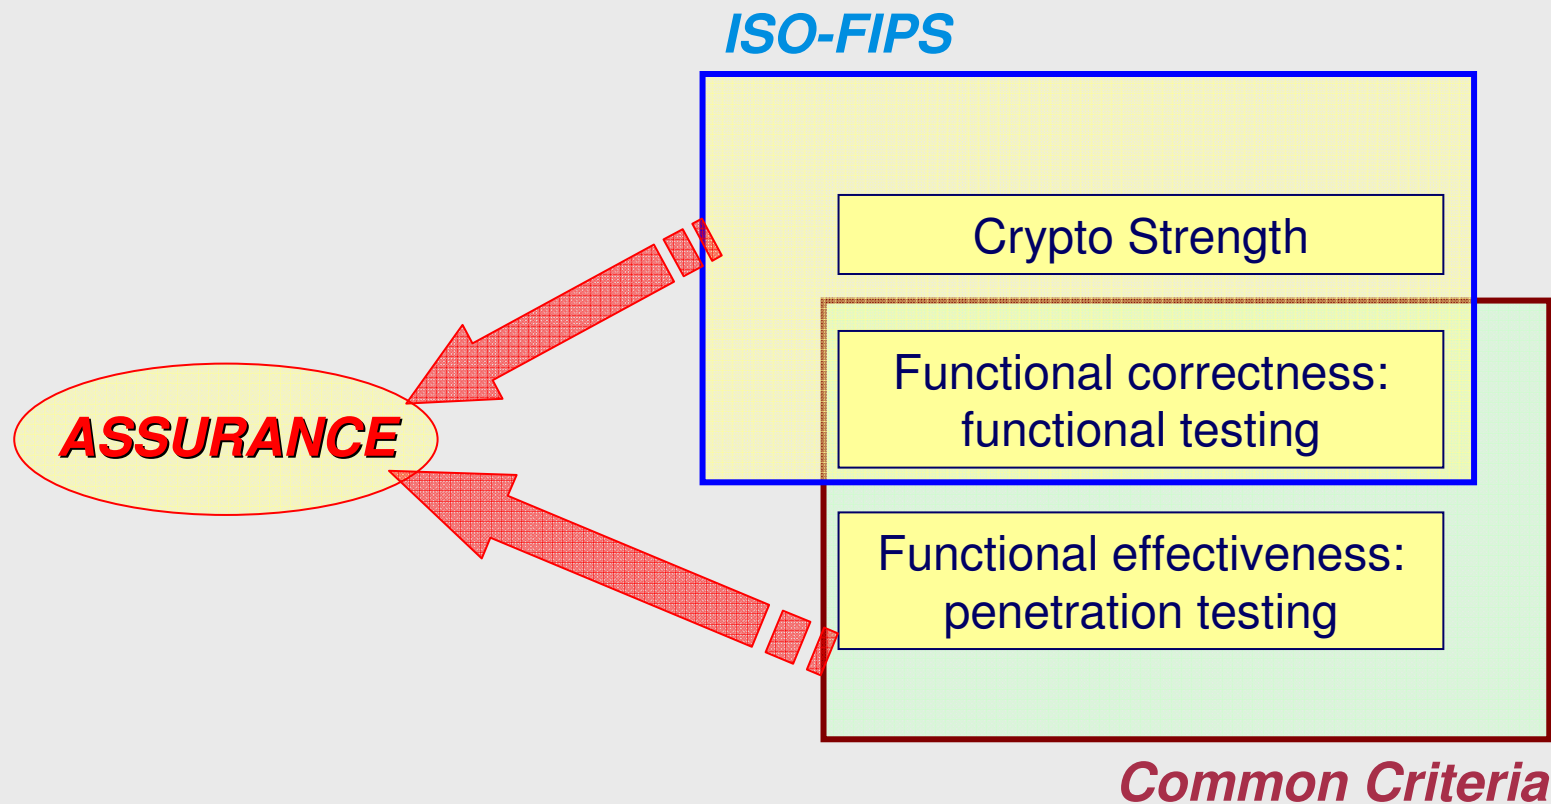 ISO-FIPS
Crypto Strength
Functional correctness:
functional testing
ASSURANCE
Functional effectiveness:
penetration testing
Common Criteria